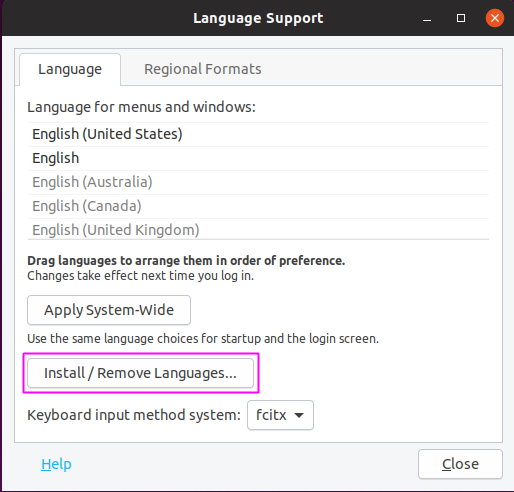 Language Support
Language
Regional Formats
Language for menus and windows:
English (United States)
English
English (Australia)
English (Canada)
English (United Kingdom)
Drag languages to arrange them in order of preference.
Changes take effect next time you log in.
Apply System-Wide
Use the same language choices for startup and the login screen.
Install / Remove Languages...
Keyboard input method system: fcitx
Help
Close